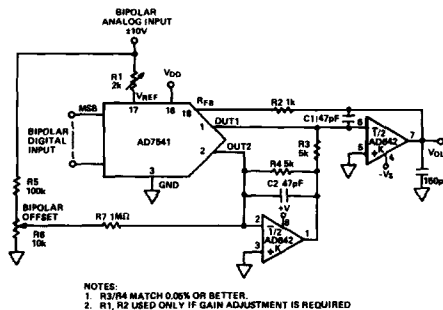 BIPOLAR
ANALOG INPUT
±10V
R1
2k
VDD
VREF
17
16
18
RFB
R2 1k
C1 47pF
MSB
BIPOLAR
DIGITAL
INPUT
AD7541
1
OUT1
2
OUT2
3
GND
R3
5k
R4 5k
C2 47pF
6
5
1/2
AD642
+K
7
4
-VS
VOUT
150pF
R5
100k
BIPOLAR
OFFSET
R6
10k
R7 1MΩ
+V
8
2
3
1/2
AD642
+K
1
NOTES:
1. R3/R4 MATCH 0.05% OR BETTER.
2. R1, R2 USED ONLY IF GAIN ADJUSTMENT IS REQUIRED